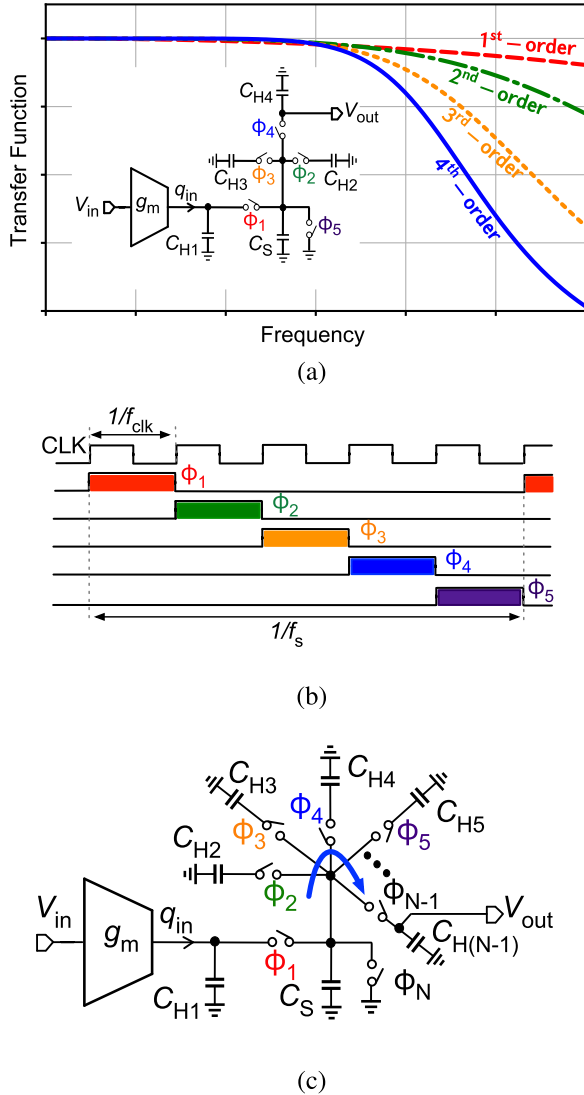 Transfer Function
1st – order
2nd – order
3rd – order
4th – order
CH4
Vout
Φ4
CH3
Φ3
Φ2
CH2
Vin
gm
qin
Φ1
CH1
CS
Φ5
Frequency
(a)
1/fclk
CLK
Φ1
Φ2
Φ3
Φ4
Φ5
1/fs
(b)
CH3
CH4
CH5
Φ4
Φ3
Φ5
CH2
Φ2
ΦN-1
Vin
gm
qin
Vout
CH(N-1)
Φ1
CH1
CS
ΦN
(c)